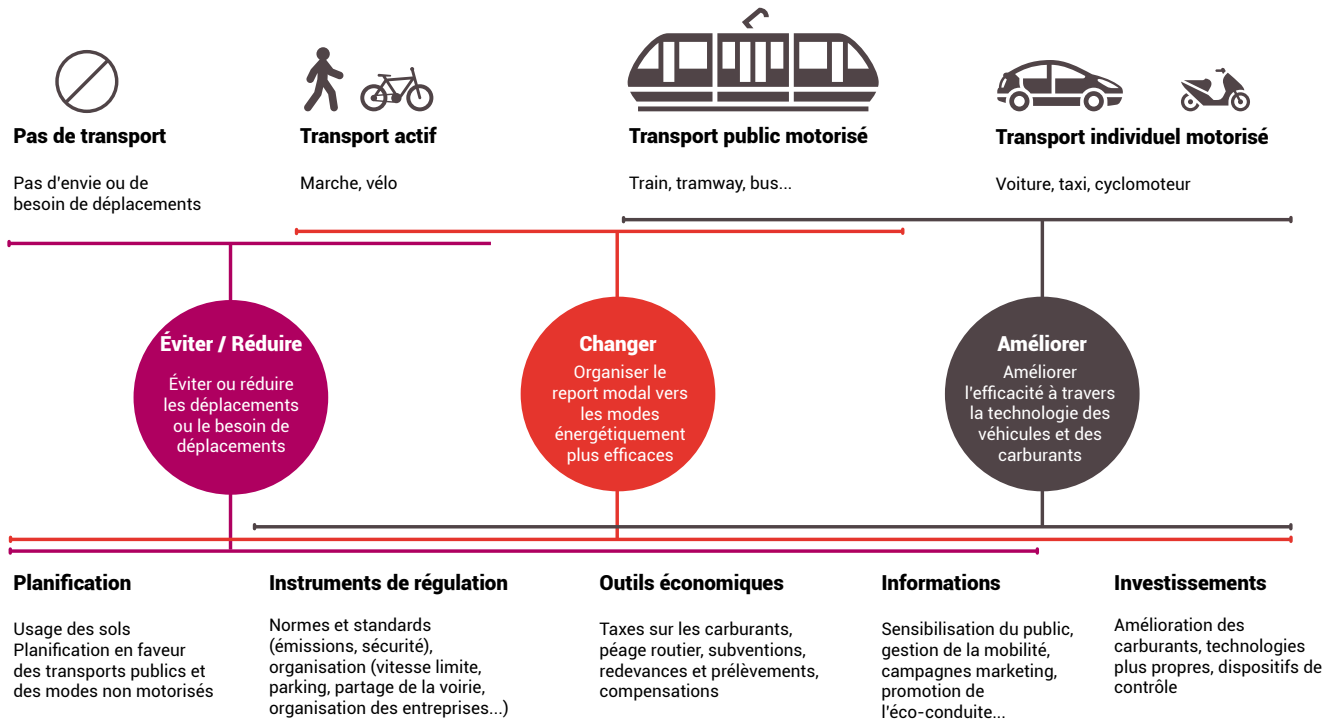 Pas de transport
Pas d'envie ou de
besoin de déplacements
Transport actif
Marche, vélo
Transport public motorisé
Train, tramway, bus...
Transport individuel motorisé
Voiture, taxi, cyclomoteur
Éviter / Réduire
Éviter ou réduire
les déplacements
ou le besoin de
déplacements
Changer
Organiser le
report modal vers
les modes
énergétiquement
plus efficaces
Améliorer
Améliorer
l'efficacité à travers
la technologie des
véhicules et des
carburants
Planification
Usage des sols
Planification en faveur
des transports publics et
des modes non motorisés
Instruments de régulation
Normes et standards
(émissions, sécurité),
organisation (vitesse limite,
parking, partage de la voirie,
organisation des entreprises...)
Outils économiques
Taxes sur les carburants,
péage routier, subventions,
redevances et prélèvements,
compensations
Informations
Sensibilisation du public,
gestion de la mobilité,
campagnes marketing,
promotion de
l'éco-conduite...
Investissements
Amélioration des
carburants, technologies
plus propres, dispositifs de
contrôle